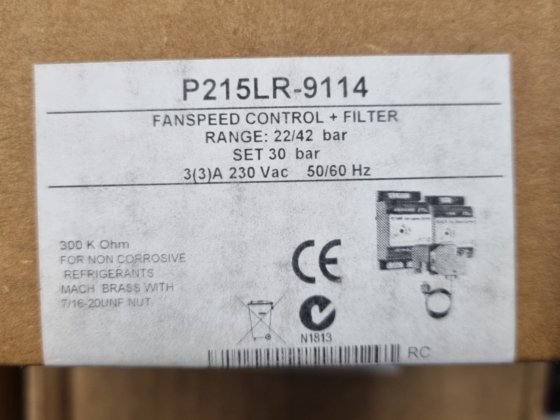 P215LR-9114
FANSPEED CONTROL + FILTER
RANGE: 22/42 bar
SET 30 bar
3(3)A 230 Vac 50/60 Hz
300 K Ohm
FOR NON CORROSIVE
REFRIGERANTS
MACH BRASS WITH
7/16-20UNF NUT
CE
N1813
RC